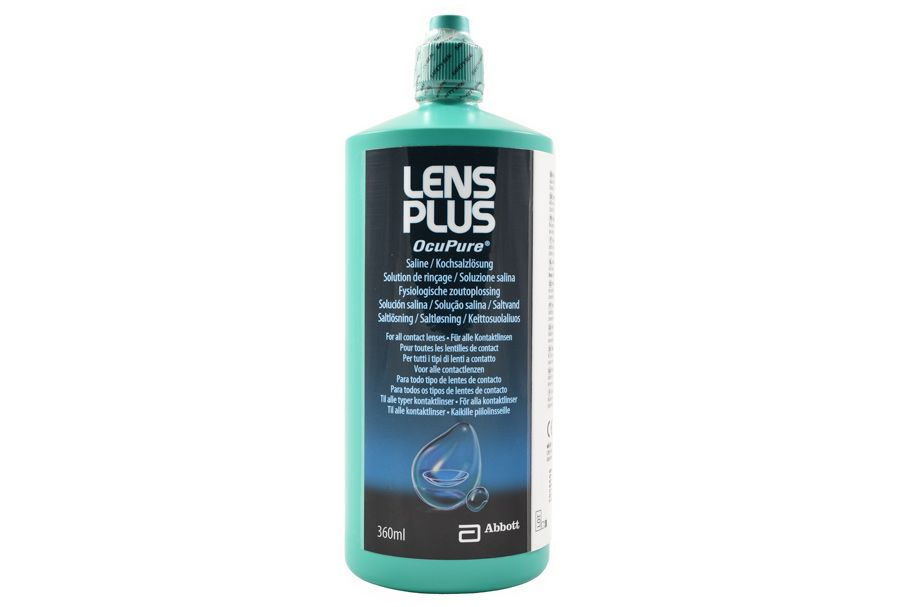 LENS
PLUS
OcuPure®
Saline / Kochsalzlösung
Solution de rinçage / Soluzione salina
Fysiologische zoutoplossing
Solución salina / Solução salina / Saltvand
Saltlösning / Saltløsning / Keittosuolaliuos
For all contact lenses • Für alle Kontaktlinsen
Pour toutes les lentilles de contact
Per tutti i tipi di lenti a contatto
Voor alle contactlenzen
Para todo tipo de lentes de contacto
Para todos os tipos de lentes de contacto
Til alle typer kontaktlinser • För alla kontaktlinser
Til alle kontaktlinser • Kaikille piilolinsseille
360ml
Abbott
LOT